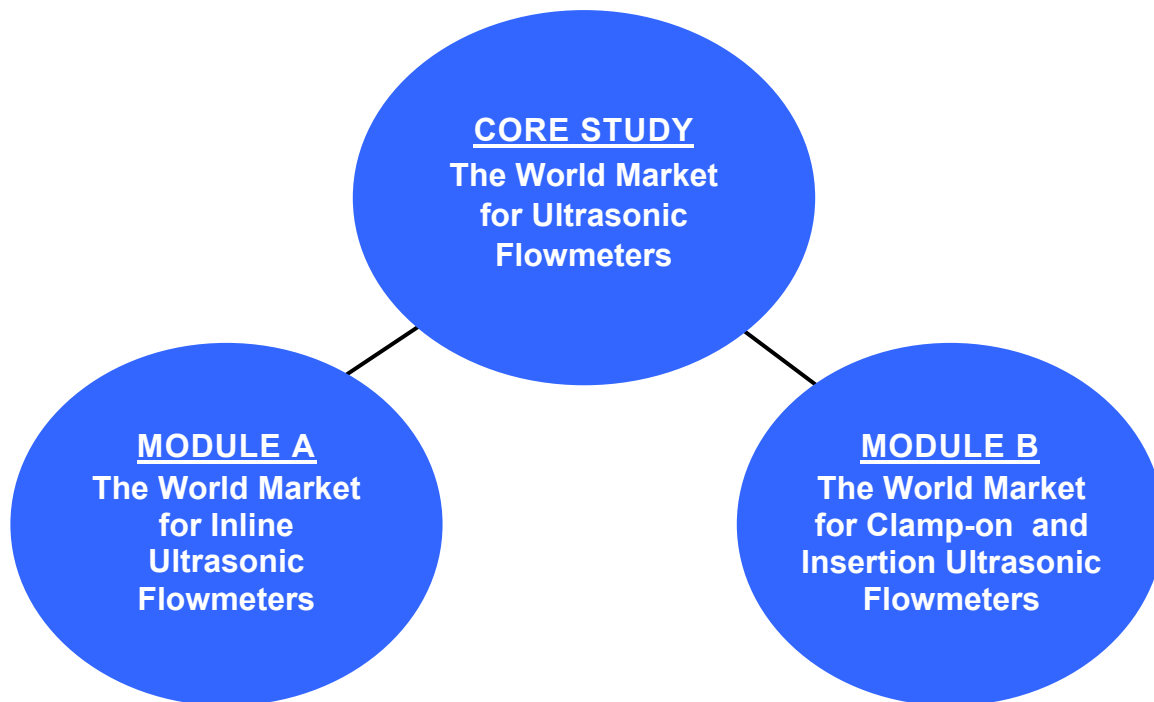 CORE STUDY
The World Market
for Ultrasonic
Flowmeters
MODULE A
The World Market
for Inline
Ultrasonic
Flowmeters
MODULE B
The World Market
for Clamp-on  and
Insertion Ultrasonic
Flowmeters